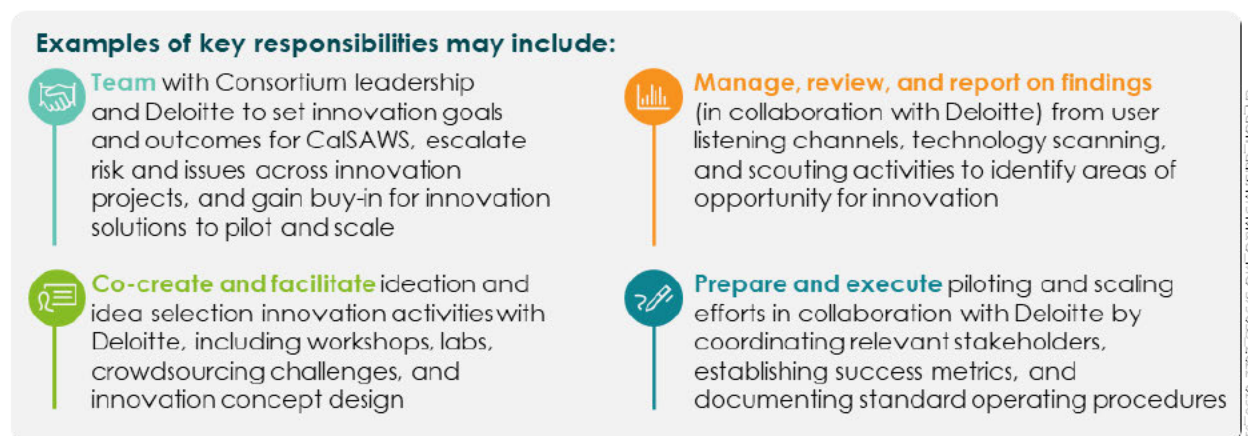 Examples of key responsibilities may include:
Team with Consortium leadership
and Deloitte to set innovation goals
and outcomes for CalSAWS, escalate
risk and issues across innovation
projects, and gain buy-in for innovation
solutions to pilot and scale
Manage, review, and report on findings
(in collaboration with Deloitte) from user
listening channels, technology scanning,
and scouting activities to identify areas of
opportunity for innovation
Co-create and facilitate ideation and
idea selection innovation activities with
Deloitte, including workshops, labs,
crowdsourcing challenges, and
innovation concept design
Prepare and execute piloting and scaling
efforts in collaboration with Deloitte by
coordinating relevant stakeholders,
establishing success metrics, and
documenting standard operating procedures